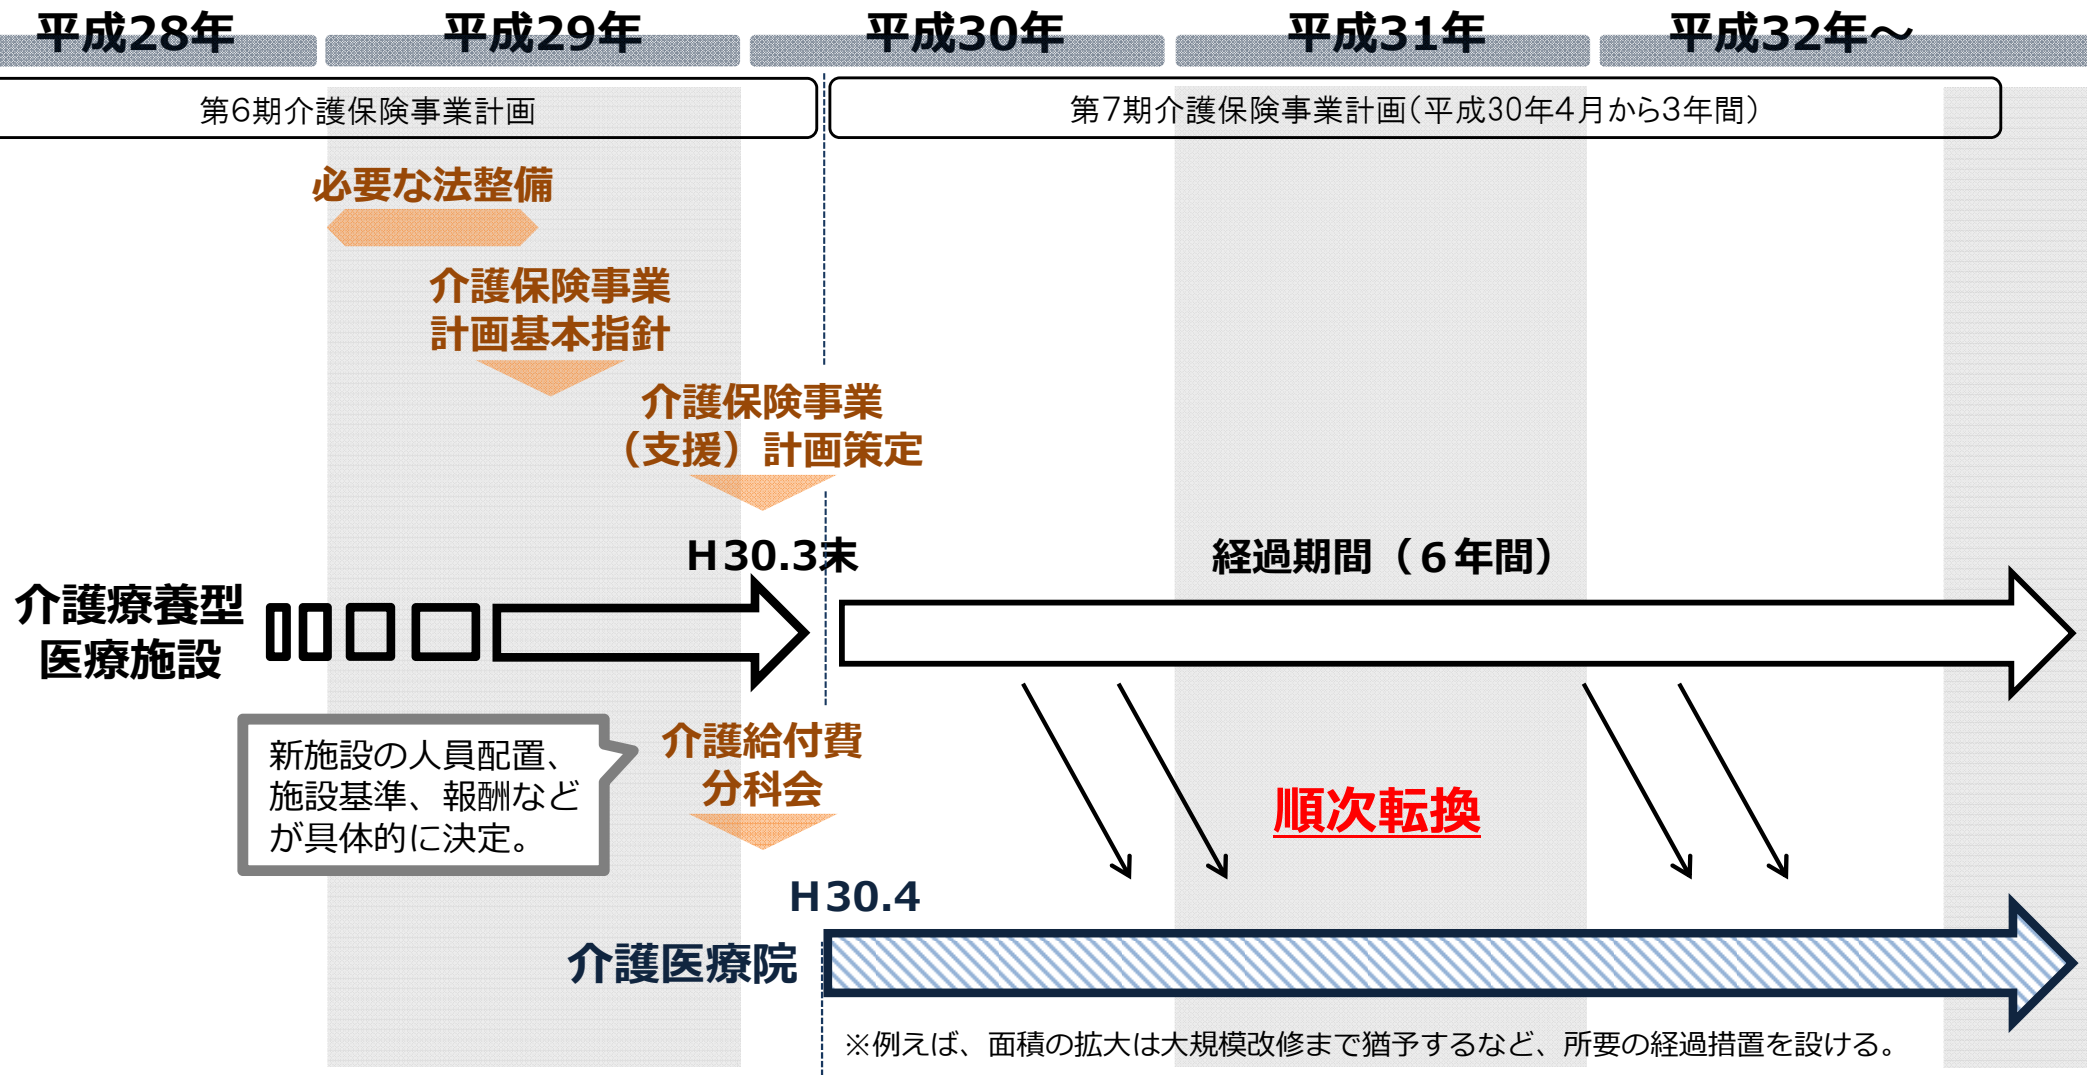 平成28年
平成29年
平成30年
平成31年
平成32年～
第6期介護保険事業計画
第7期介護保険事業計画（平成30年4月から3年間）
必要な法整備
介護保険事業
計画基本指針
介護保険事業
（支援）計画策定
Ｈ30.3末
経過期間（６年間）
介護療養型
医療施設
新施設の人員配置、
施設基準、報酬など
が具体的に決定。
介護給付費
分科会
順次転換
Ｈ30.4
介護医療院
※例えば、面積の拡大は大規模改修まで猶予するなど、所要の経過措置を設ける。